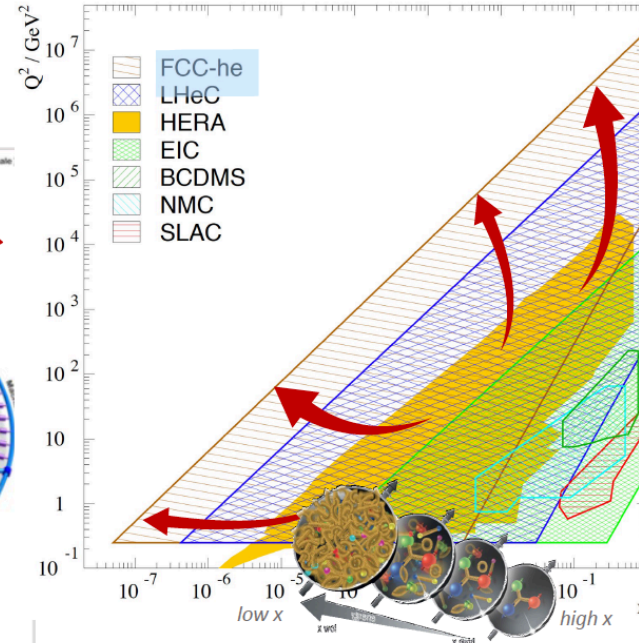 Q² / GeV²
10⁷
10⁶
10⁵
10⁴
10³
10²
10
1
10⁻¹
FCC-he
LHeC
HERA
EIC
BCDMS
NMC
SLAC
10⁻⁷ 10⁻⁶ 10⁻⁵ 10⁻¹
low x
high x